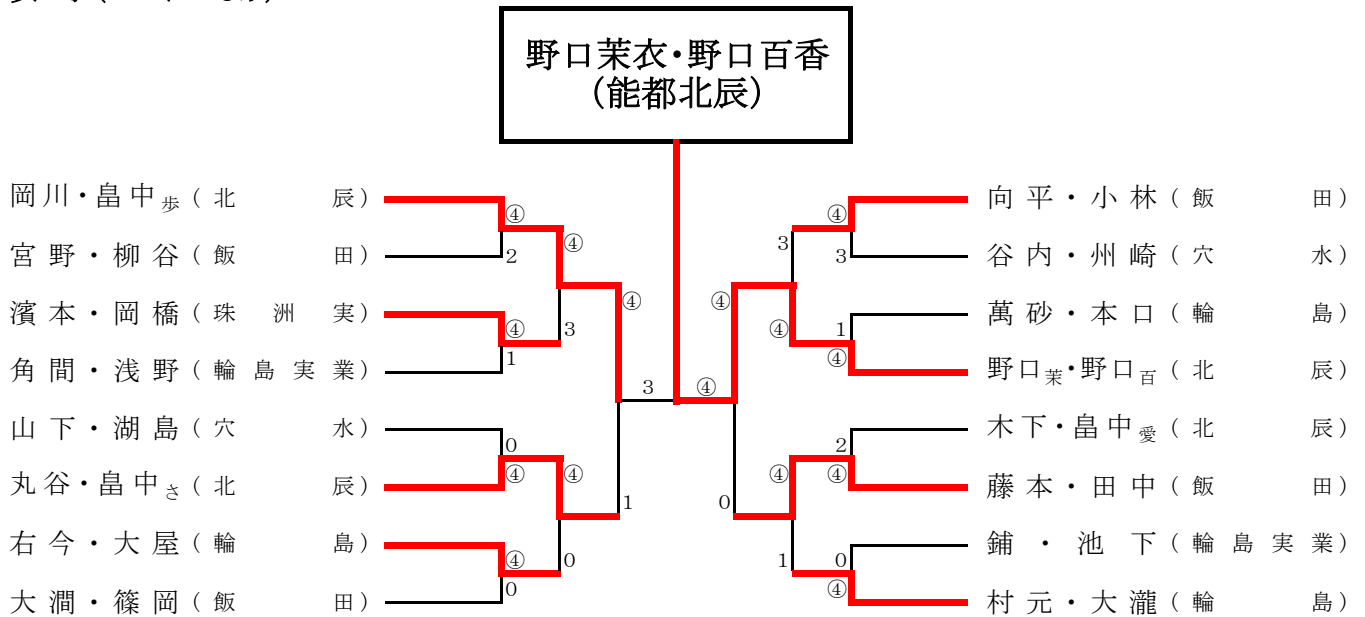 野口茉衣・野口百香
(能都北辰)
岡川・畠中歩(北辰)
向平・小林(飯田)
④
④
宮野・柳谷(飯田)
2
④
3
3
谷内・州崎(穴水)
濱本・岡橋(珠洲実)
④
3
④
④
④
1
萬砂・本口(輪島)
角間・浅野(輪島実業)
1
④
野口茉・野口百(北辰)
3
④
山下・湖島(穴水)
0
2
木下・畠中愛(北辰)
丸谷・畠中さ(北辰)
④
④
④
④
藤本・田中(飯田)
1
0
右今・大屋(輪島)
④
0
1
0
鋪・池下(輪島実業)
大澗・篠岡(飯田)
0
④
村元・大瀧(輪島)